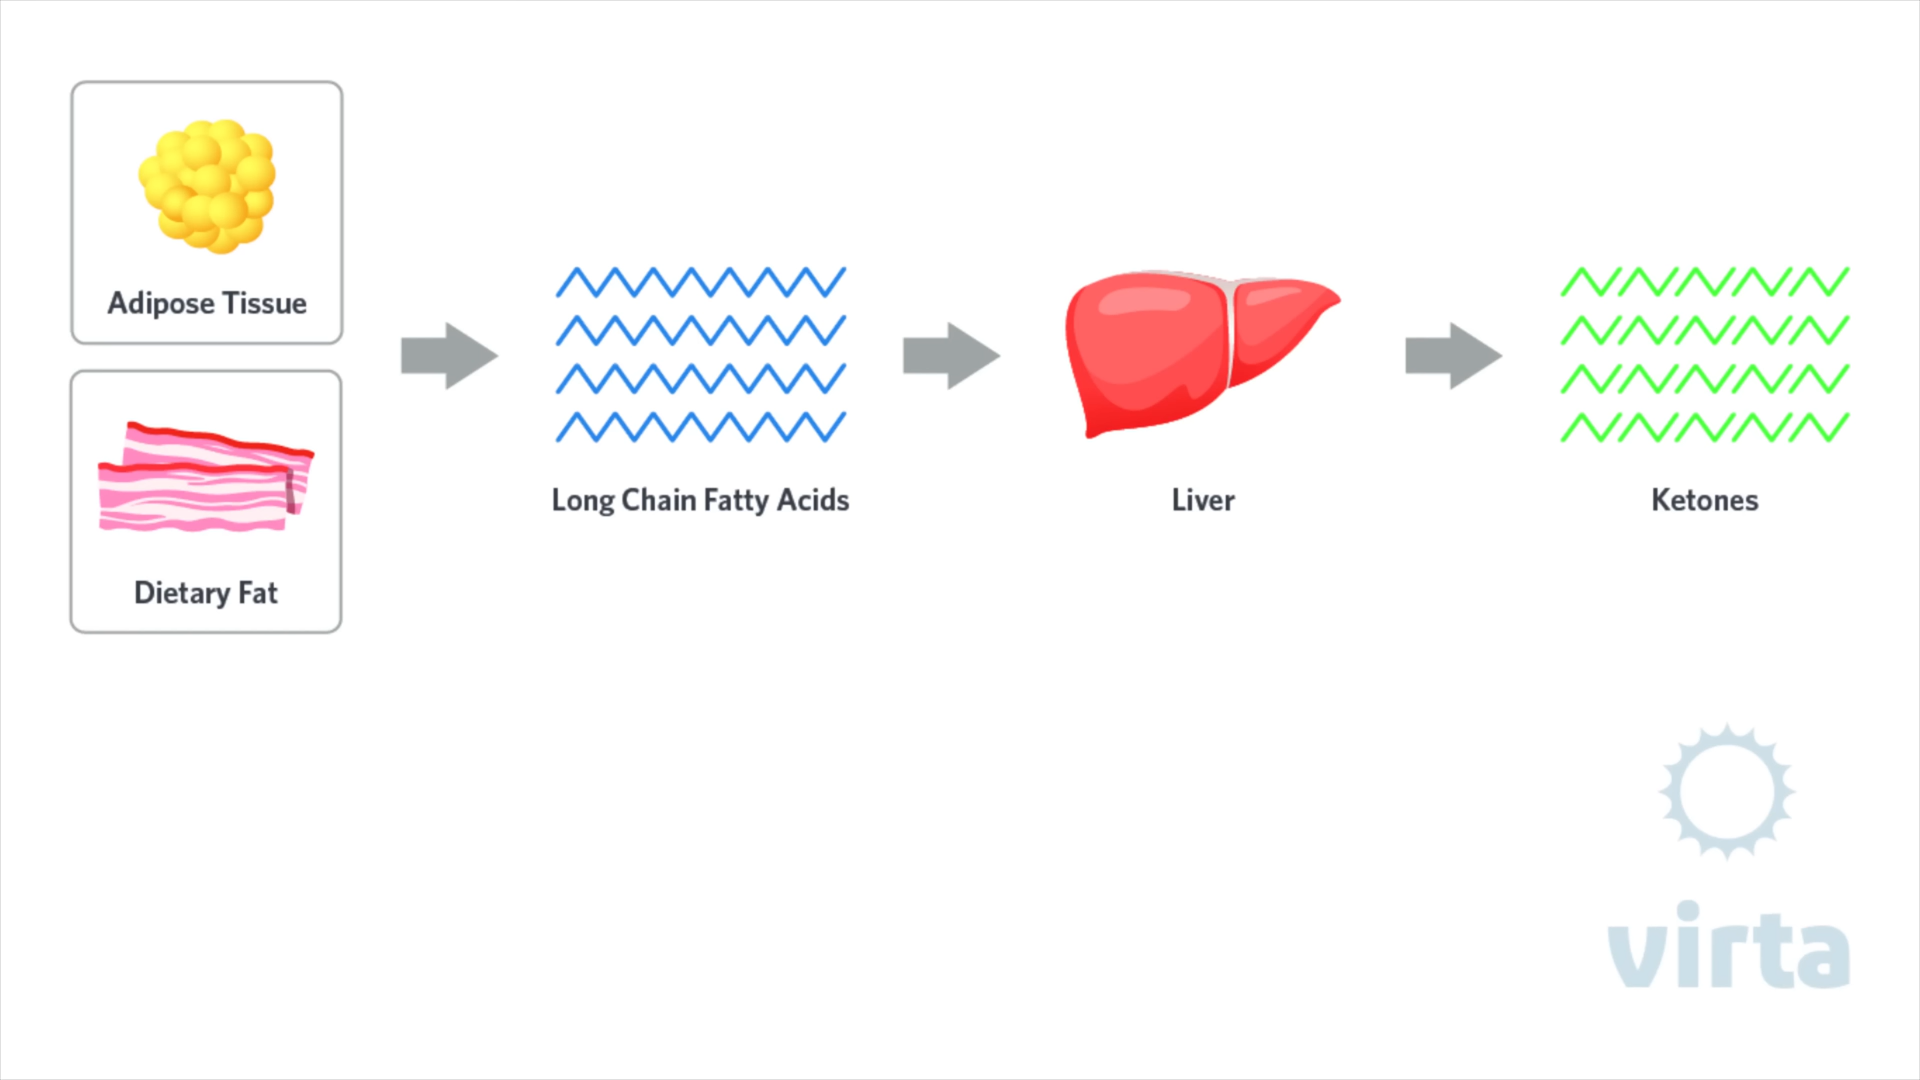 Adipose Tissue
Dietary Fat
Long Chain Fatty Acids
Liver
Ketones
virta